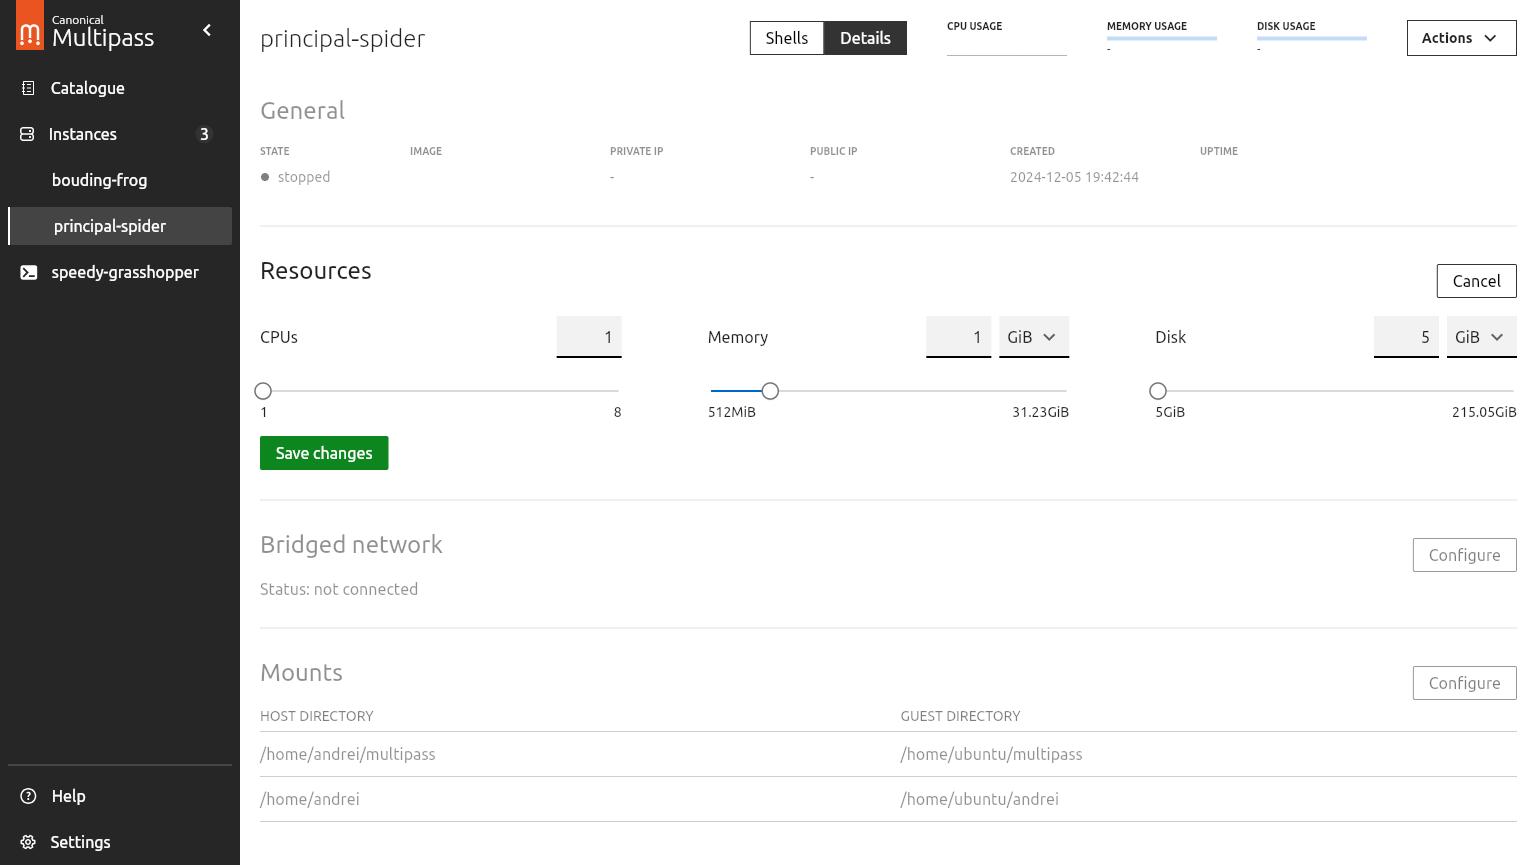 Canonical
Multipass
Catalogue
Instances 3
bouding-frog
principal-spider
speedy-grasshopper
Help
Settings
principal-spider
Shells Details
CPU USAGE
MEMORY USAGE
-
DISK USAGE
-
Actions
General
STATE IMAGE PRIVATE IP PUBLIC IP CREATED UPTIME
stopped - - 2024-12-05 19:42:44
Resources
Cancel
CPUs 1 Memory 1 GiB Disk 5 GiB
1 8 512MiB 31.23GiB 5GiB 215.05GiB
Save changes
Bridged network
Configure
Status: not connected
Mounts
Configure
HOST DIRECTORY GUEST DIRECTORY
/home/andrei/multipass /home/ubuntu/multipass
/home/andrei /home/ubuntu/andrei